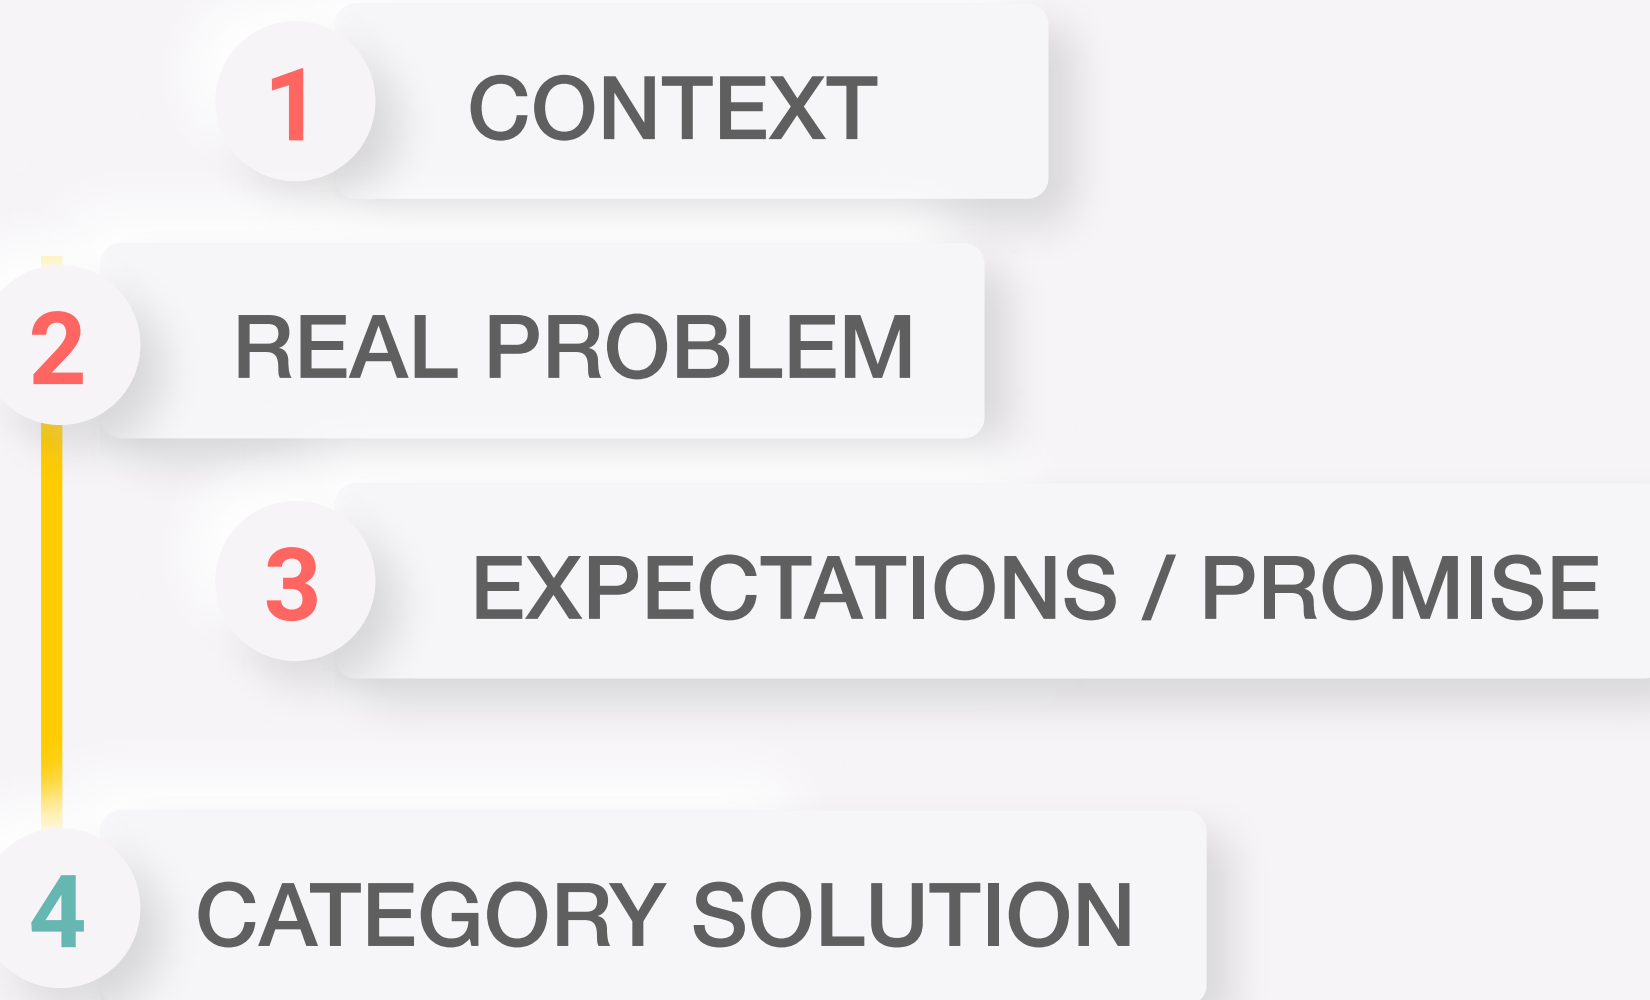 1 CONTEXT
2 REAL PROBLEM
3 EXPECTATIONS / PROMISE
4 CATEGORY SOLUTION